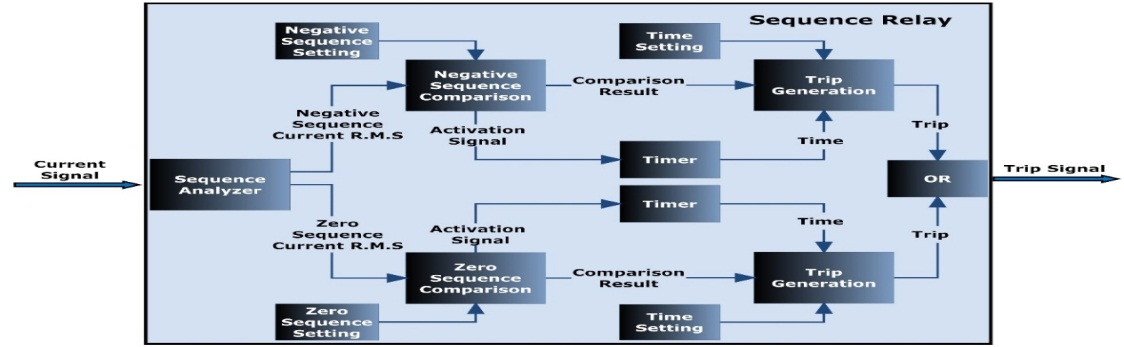 Sequence Relay
Negative
Sequence
Setting
Time
Setting
Negative
Sequence
Comparison
Comparison
Result
Trip
Generation
Negative
Sequence
Current R.M.S
Activation
Signal
Time
Trip
Current
Signal
Sequence
Analyzer
Timer
OR
Trip Signal
Timer
Zero
Sequence
Current R.M.S
Activation
Signal
Time
Trip
Zero
Sequence
Comparison
Comparison
Result
Trip
Generation
Zero
Sequence
Setting
Time
Setting